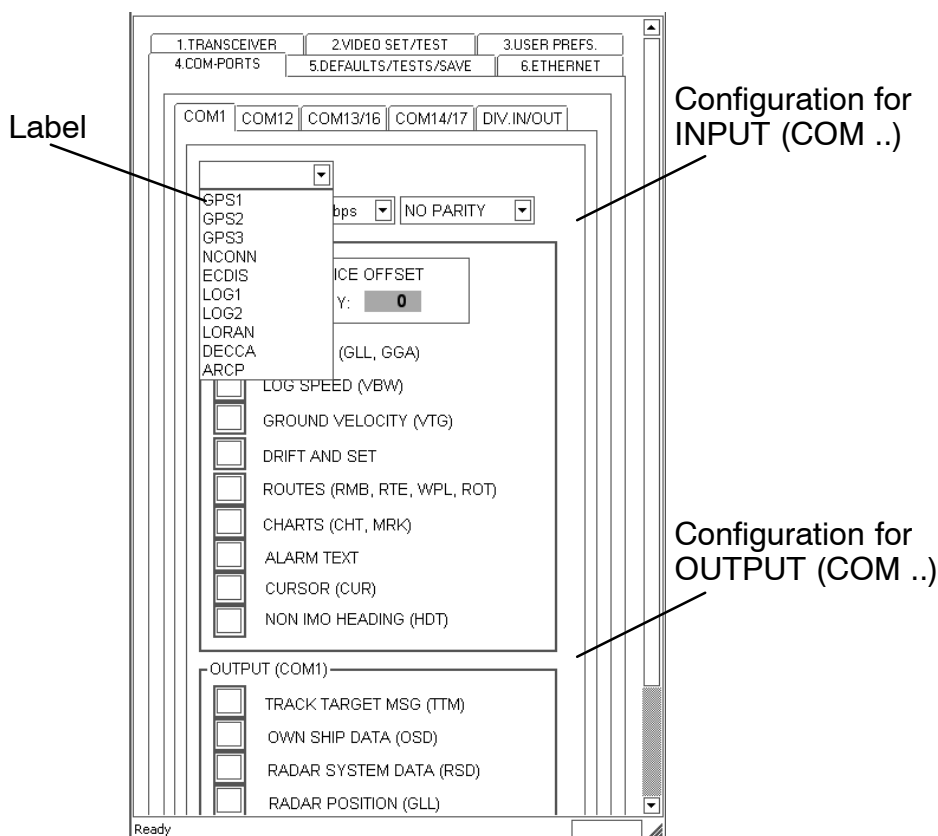 1.TRANSCEIVER 2.VIDEO SET/TEST 3.USER PREFS.
4.COM-PORTS 5.DEFAULTS/TESTS/SAVE 6.ETHERNET
COM1 COM12 COM13/16 COM14/17 DIV.IN/OUT
Label
Configuration for
INPUT (COM ..)
GPS1
GPS2
GPS3
NCONN
ECDIS
LOG1
LOG2
LORAN
DECCA
ARCP
bps NO PARITY
ICE OFFSET
Y: 0
(GLL, GGA)
LOG SPEED (VBW)
GROUND VELOCITY (VTG)
DRIFT AND SET
ROUTES (RMB, RTE, WPL, ROT)
CHARTS (CHT, MRK)
ALARM TEXT
CURSOR (CUR)
NON IMO HEADING (HDT)
Configuration for
OUTPUT (COM ..)
OUTPUT (COM1)
TRACK TARGET MSG (TTM)
OWN SHIP DATA (OSD)
RADAR SYSTEM DATA (RSD)
RADAR POSITION (GLL)
Ready